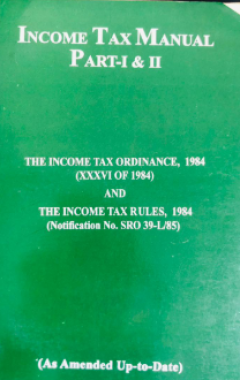 INCOME TAX MANUAL
PART-I & II
THE INCOME TAX ORDINANCE, 1984
(XXXVI OF 1984)
AND
THE INCOME TAX RULES, 1984
(Notification No. SRO 39-L/85)
(As Amended Up-to-Date)